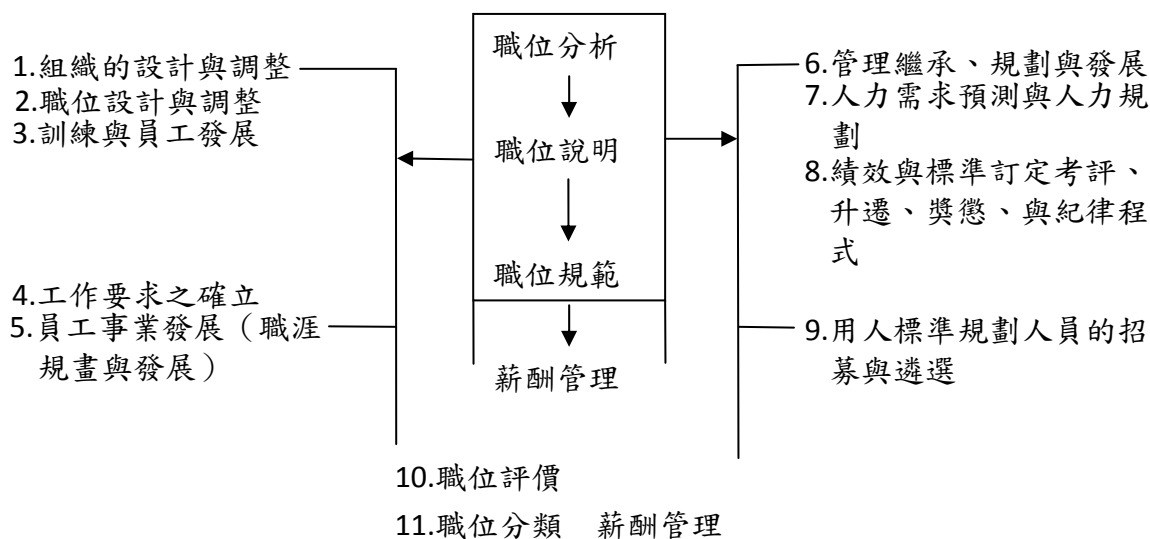 1.組織的設計與調整
2.職位設計與調整
3.訓練與員工發展
4.工作要求之確立
5.員工事業發展（職涯
規畫與發展）
職位分析
職位說明
職位規範
薪酬管理
6.管理繼承、規劃與發展
7.人力需求預測與人力規
劃
8.績效與標準訂定考評、
升遷、獎懲、與紀律程
式
9.用人標準規劃人員的招
募與遴選
10.職位評價
11.職位分類　薪酬管理